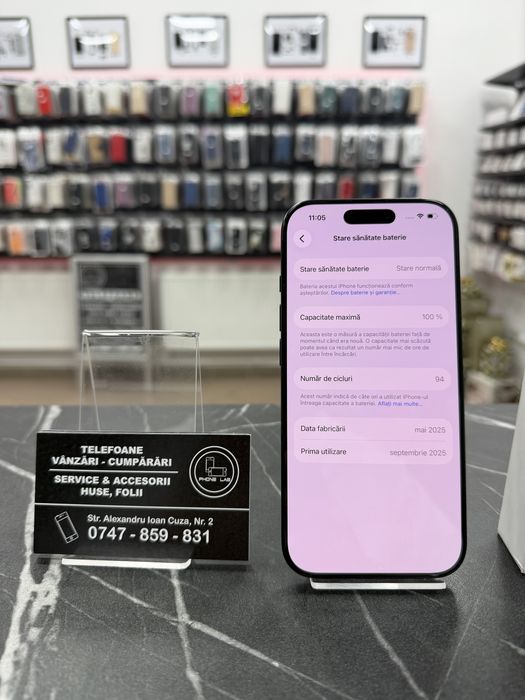 11:05
Stare sănătate baterie
Stare sănătate baterie Stare normală
Bateria acestui iPhone funcționează conform
așteptărilor. Despre baterie și garanție...
Capacitate maximă 100 %
Aceasta este o măsură a capacității bateriei față de
momentul când era nouă. O capacitate mai scăzută
poate avea ca rezultat un număr mai mic de ore de
utilizare între încărcări.
Număr de cicluri 94
Acest număr indică de câte ori a utilizat iPhone-ul
întreaga capacitate a bateriei. Aflați mai multe...
Data fabricării mai 2025
Prima utilizare septembrie 2025
TELEFOANE
VÂNZĂRI - CUMPĂRĂRI
SERVICE & ACCESORII
HUSE, FOLII
PHONE LAB
Str. Alexandru Ioan Cuza, Nr. 2
0747 - 859 - 831